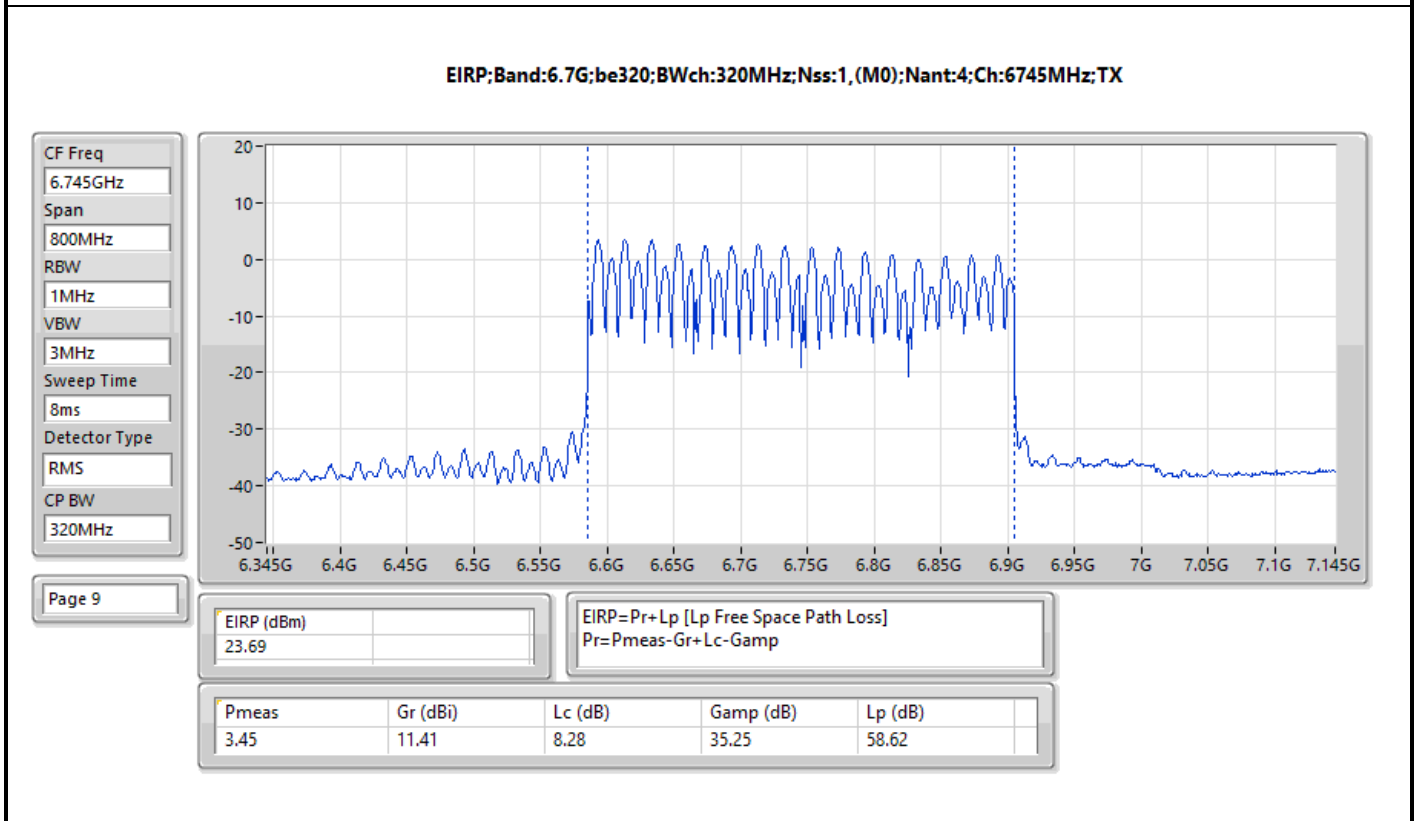 EIRP;Band:6.7G;be320;BWch:320MHz;Nss:1,(M0);Nant:4;Ch:6745MHz;TX
CF Freq
6.745GHz
Span
800MHz
RBW
1MHz
VBW
3MHz
Sweep Time
8ms
Detector Type
RMS
CP BW
320MHz
Page 9
20
10
0
-10
-20
-30
-40
-50
6.345G 6.4G 6.45G 6.5G 6.55G 6.6G 6.65G 6.7G 6.75G 6.8G 6.85G 6.9G 6.95G 7G 7.05G 7.1G 7.145G
EIRP (dBm)
23.69
EIRP=Pr+Lp [Lp Free Space Path Loss]
Pr=Pmeas-Gr+Lc-Gamp
Pmeas Gr (dBi) Lc (dB) Gamp (dB) Lp (dB)
3.45 11.41 8.28 35.25 58.62